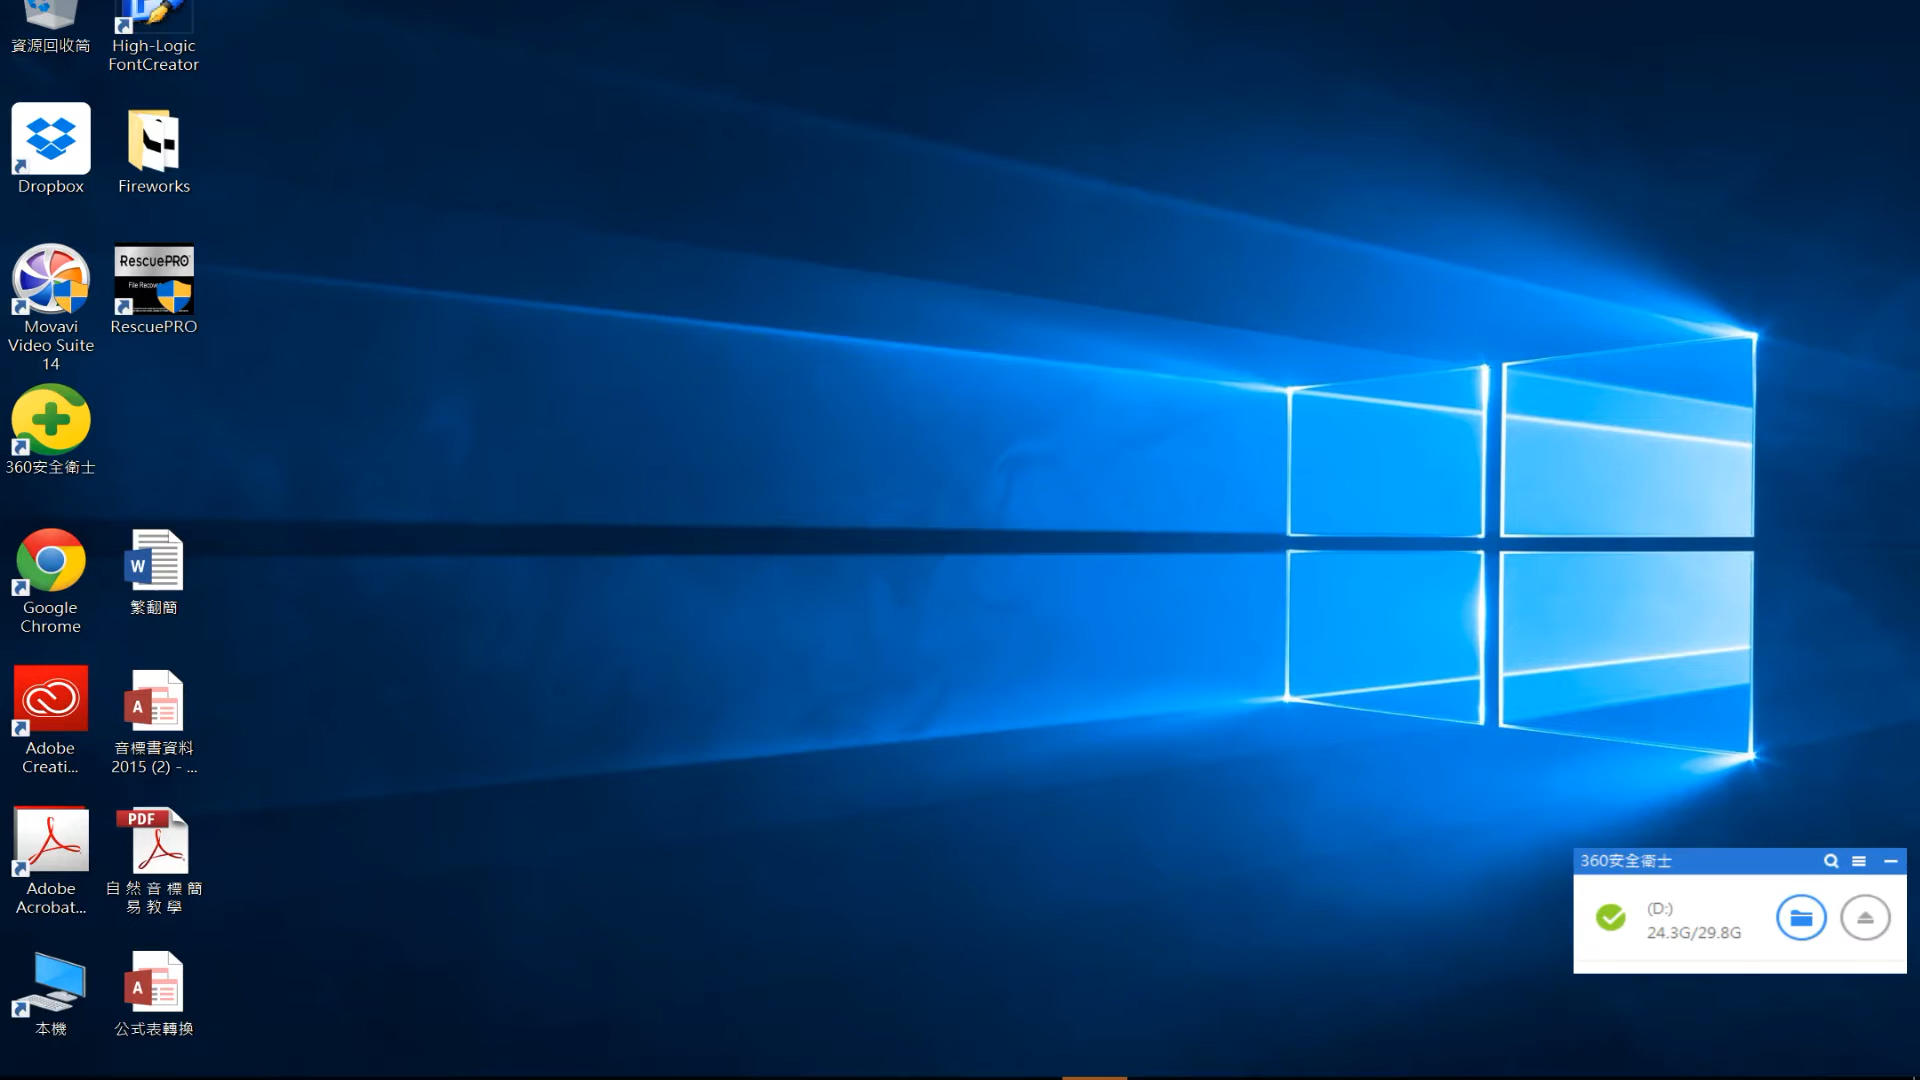 資源回收筒
High-Logic
FontCreator
Dropbox
Fireworks
RescuePRO
File Recov
Movavi
Video Suite
14
RescuePRO
360安全衛士
Google
Chrome
W
繁翻簡
Adobe
Creati...
A
音標書資料
2015 (2) - ...
PDF
Adobe
Acrobat...
自 然 音 標 簡
易 教 學
本機
A
公式表轉換
360安全衛士
(D:)
24.3G/29.8G